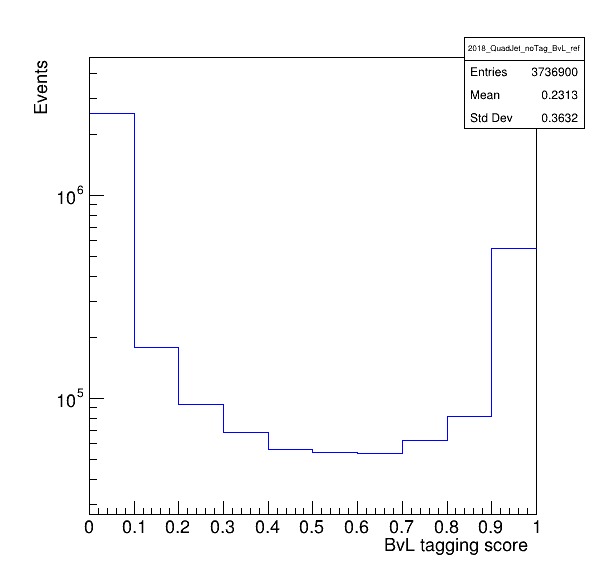 2018_QuadJet_noTag_BvL_ref
Entries 3736900
Mean 0.2313
Std Dev 0.3632
Events
10^6
10^5
0 0.1 0.2 0.3 0.4 0.5 0.6 0.7 0.8 0.9 1
BvL tagging score